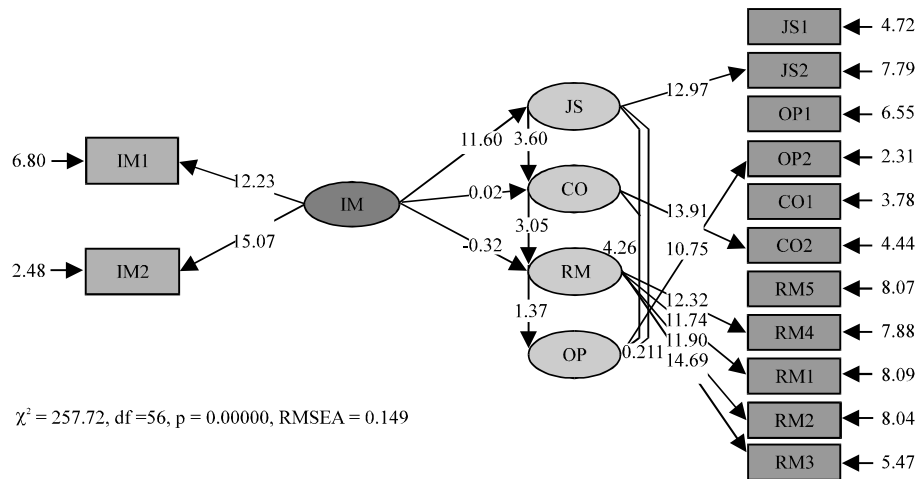 JS1
4.72
JS2
7.79
OP1
6.55
OP2
2.31
CO1
3.78
CO2
4.44
RM5
8.07
RM4
7.88
RM1
8.09
RM2
8.04
RM3
5.47
6.80
IM1
12.23
IM
15.07
2.48
IM2
11.60
0.02
-0.32
JS
3.60
CO
3.05
RM
1.37
OP
12.97
13.91
4.26
10.75
12.32
11.74
11.90
14.69
0.211
χ² = 257.72, df =56, p = 0.00000, RMSEA = 0.149